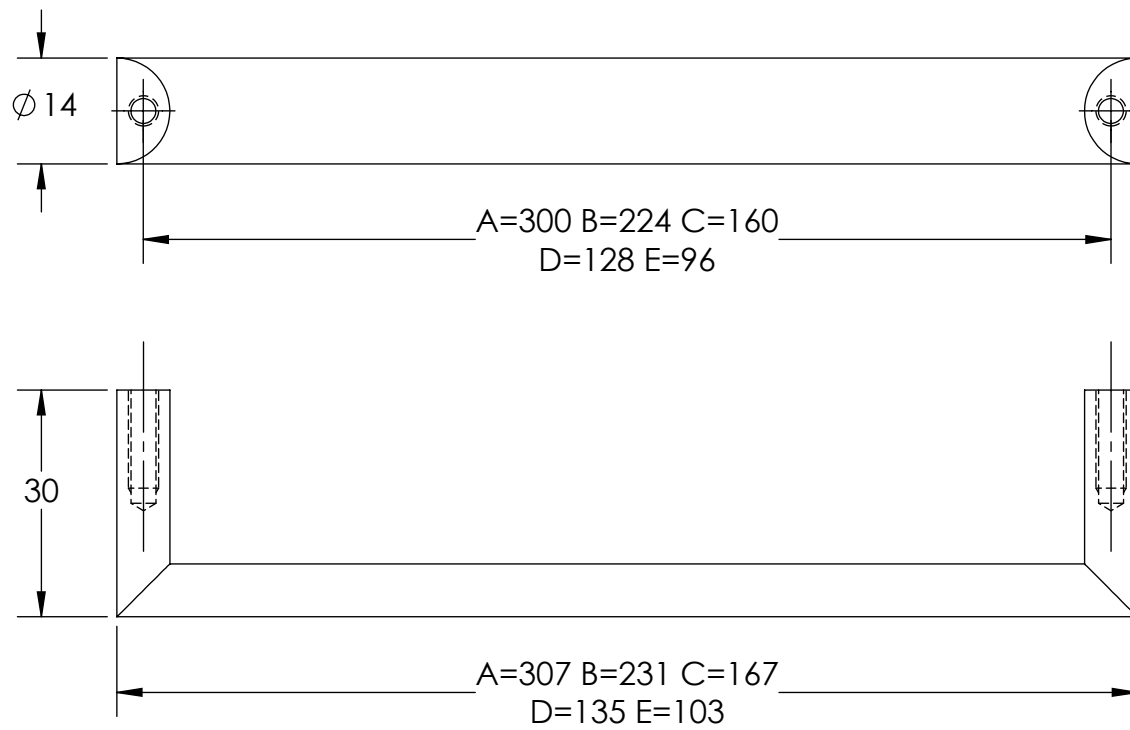 ∅ 14
A=300 B=224 C=160
D=128 E=96
30
A=307 B=231 C=167
D=135 E=103